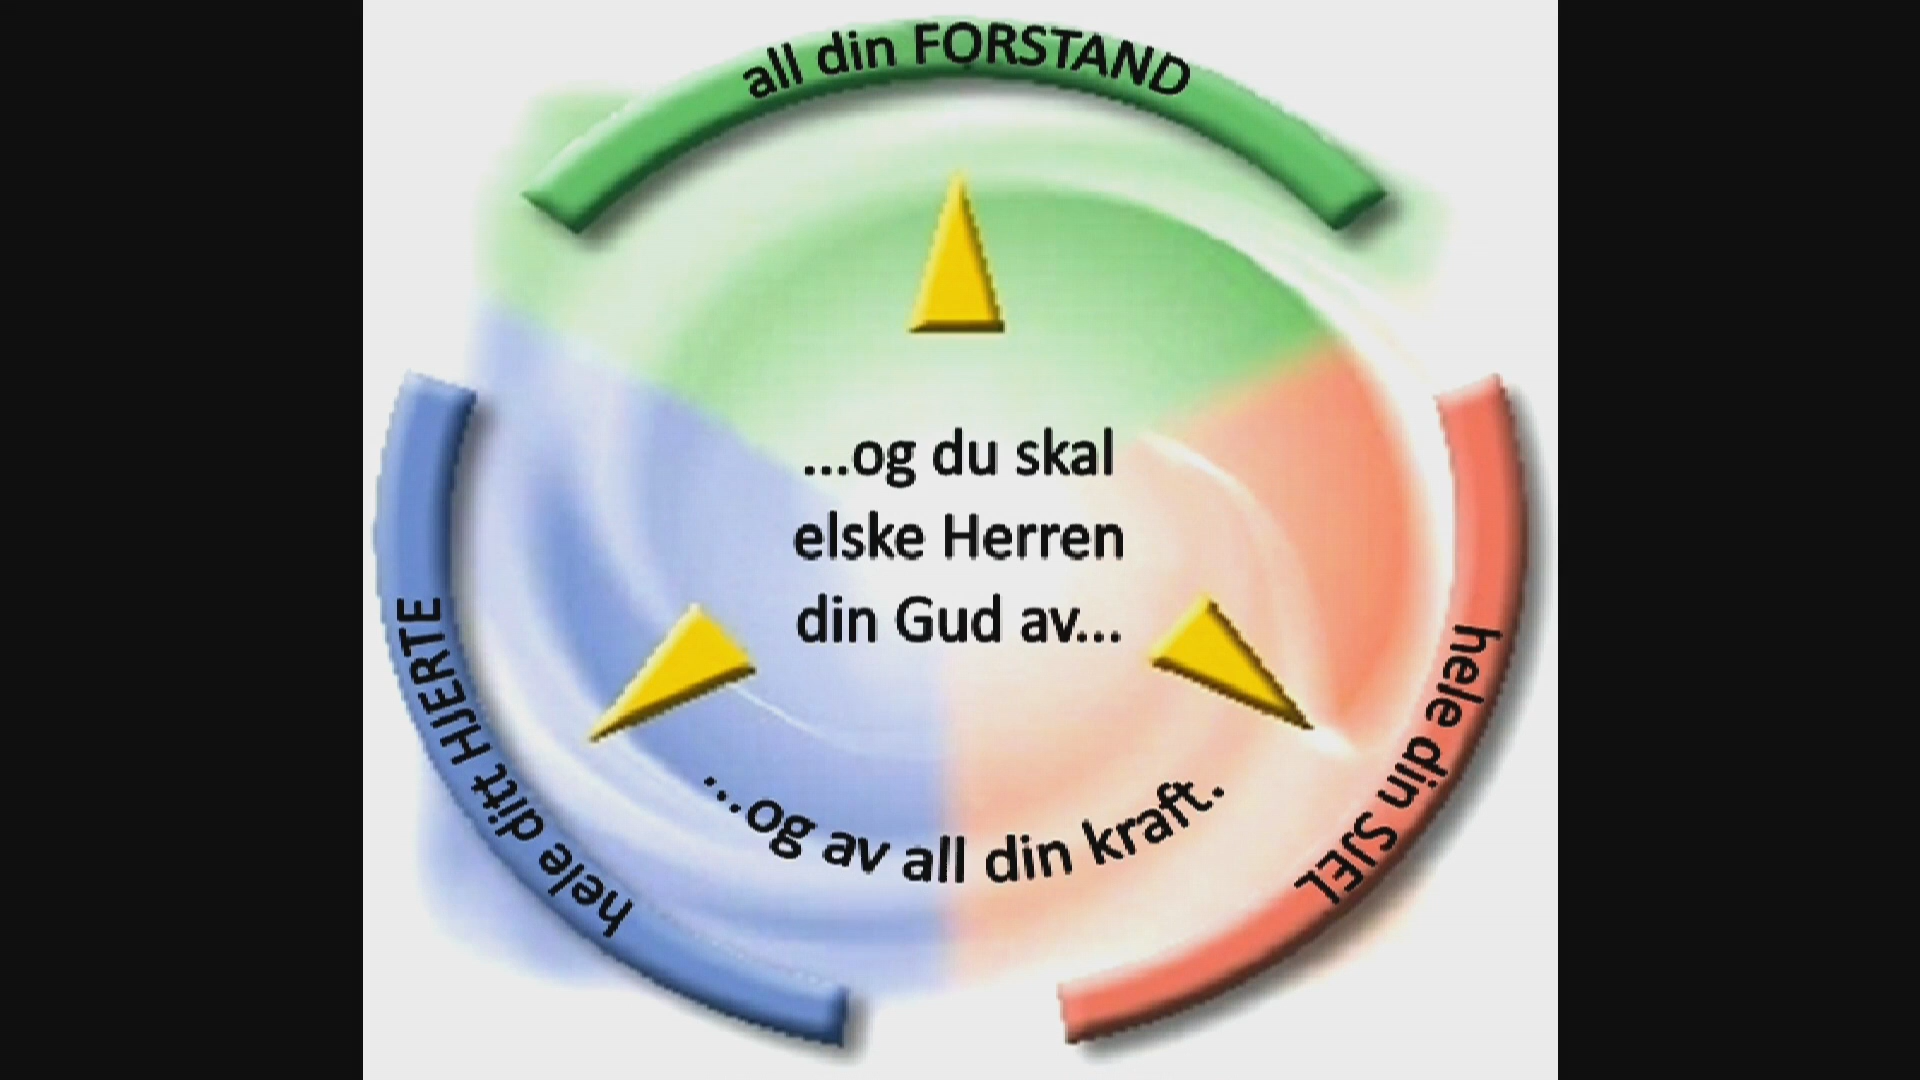 all din FORSTAND
...og du skal
elske Herren
din Gud av...
hele ditt HJERTE
hele din SJEL
...og av all din kraft.